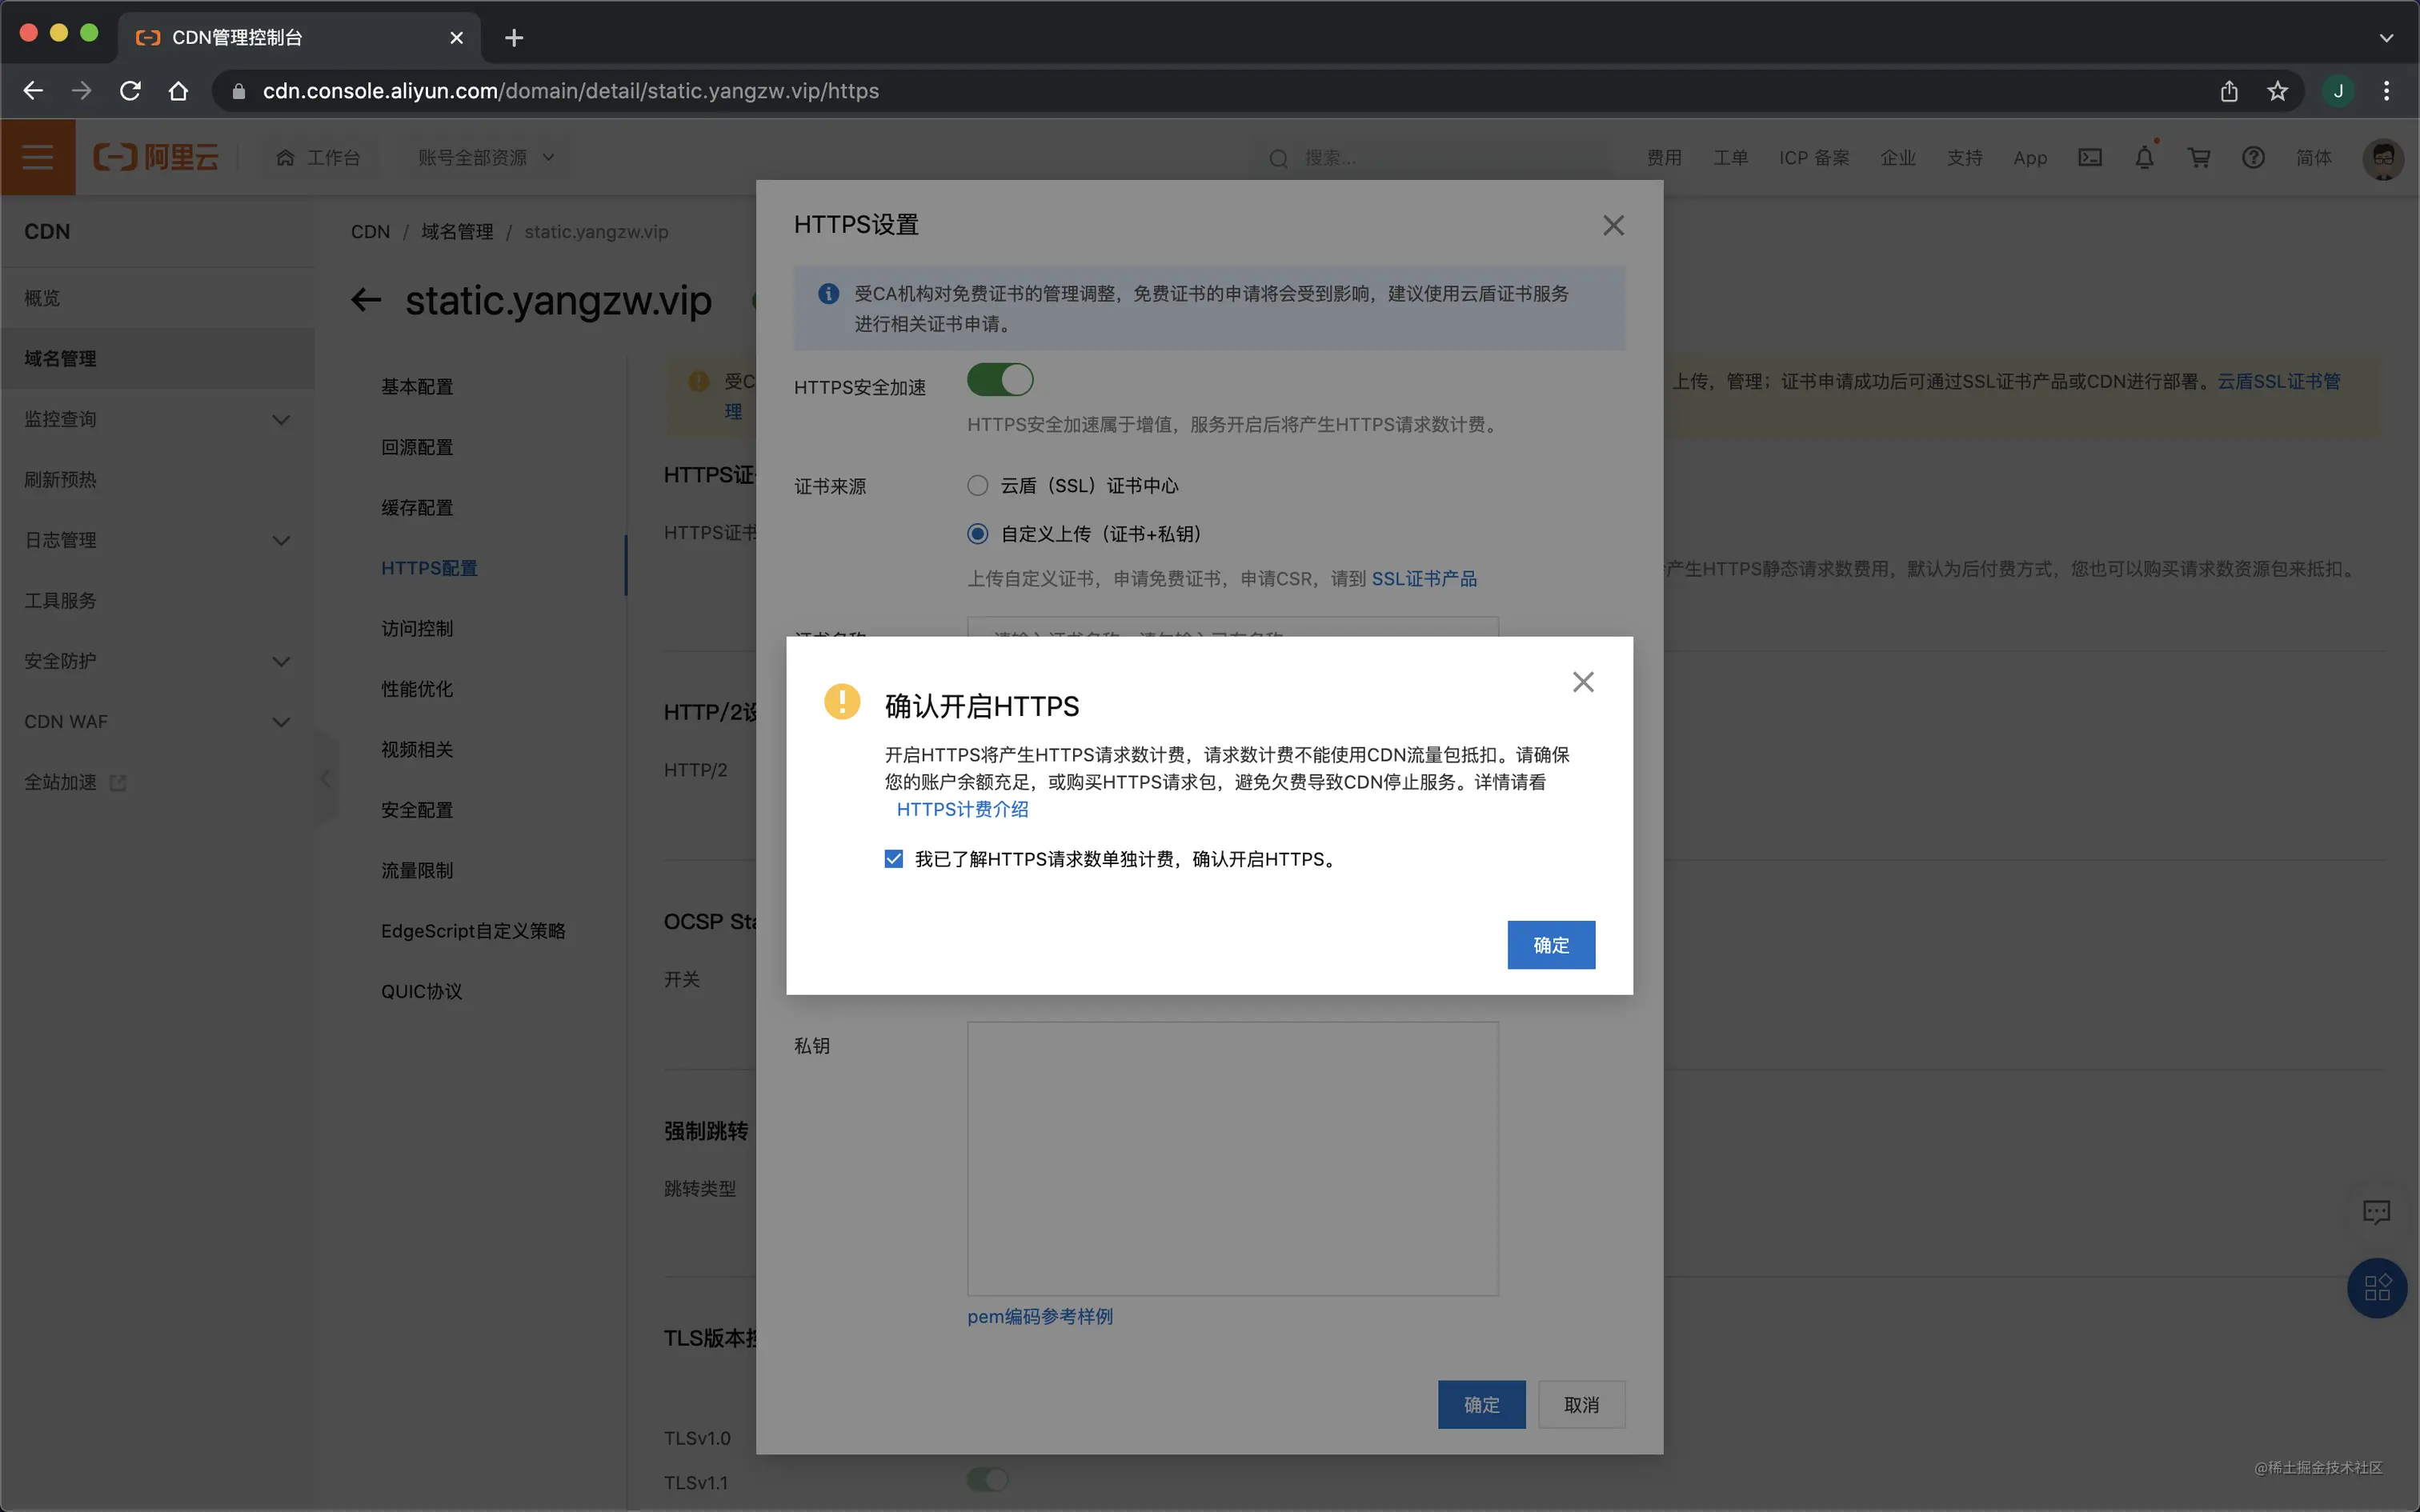 CDN管理控制台
cdn.console.aliyun.com/domain/detail/static.yangzw.vip/https
J
阿里云
工作台
账号全部资源
搜索...
费用
工单
ICP 备案
企业
支持
App
简体
CDN
概览
域名管理
监控查询
刷新预热
日志管理
工具服务
安全防护
CDN WAF
全站加速
CDN / 域名管理 / static.yangzw.vip
static.yangzw.vip
基本配置
回源配置
缓存配置
HTTPS配置
访问控制
性能优化
视频相关
安全配置
流量限制
EdgeScript自定义策略
QUIC协议
受C
理
上传，管理；证书申请成功后可通过SSL证书产品或CDN进行部署。云盾SSL证书管
HTTPS证
HTTPS证书
产生HTTPS静态请求数费用，默认为后付费方式，您也可以购买请求数资源包来抵扣。
HTTP/2设
HTTP/2
OCSP Sta
开关
强制跳转
跳转类型
TLS版本控
TLSv1.0
TLSv1.1
HTTPS设置
受CA机构对免费证书的管理调整，免费证书的申请将会受到影响，建议使用云盾证书服务
进行相关证书申请。
HTTPS安全加速
HTTPS安全加速属于增值，服务开启后将产生HTTPS请求数计费。
证书来源
云盾（SSL）证书中心
自定义上传（证书+私钥）
上传自定义证书，申请免费证书，申请CSR，请到 SSL证书产品
确认开启HTTPS
开启HTTPS将产生HTTPS请求数计费，请求数计费不能使用CDN流量包抵扣。请确保
您的账户余额充足，或购买HTTPS请求包，避免欠费导致CDN停止服务。详情请看
HTTPS计费介绍
我已了解HTTPS请求数单独计费，确认开启HTTPS。
确定
私钥
pem编码参考样例
确定
取消
@稀土掘金技术社区